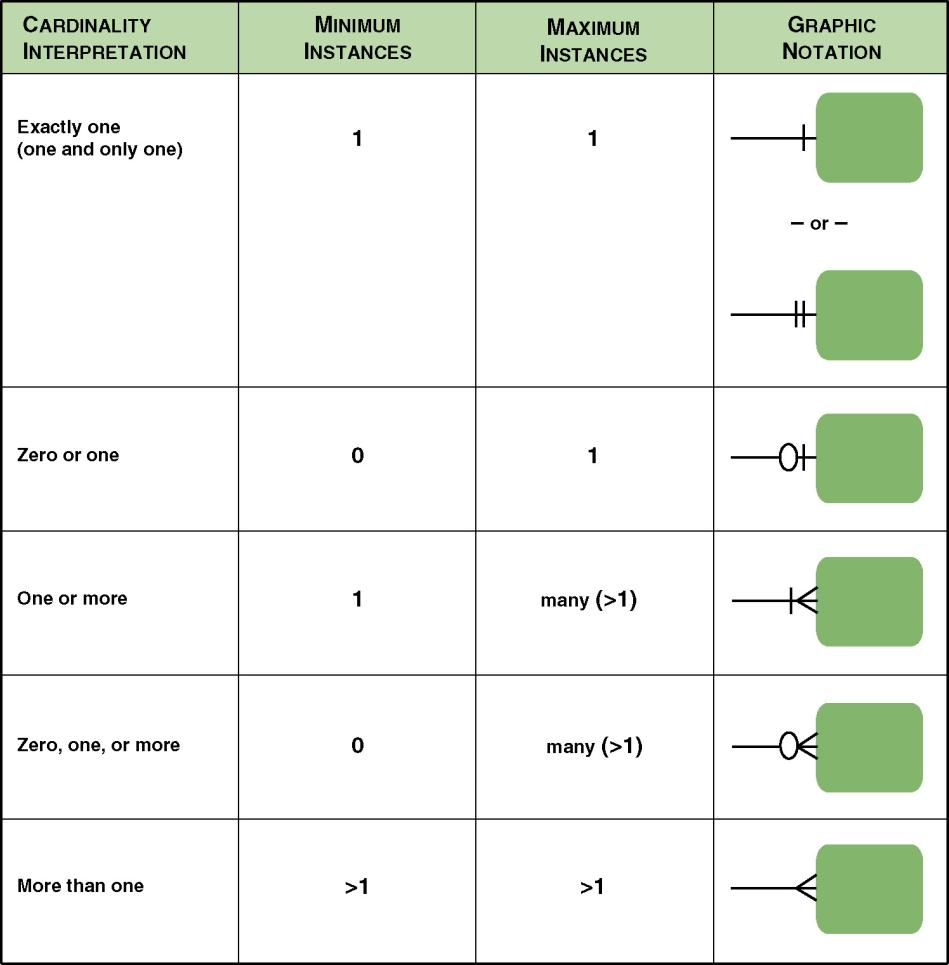 CARDINALITY INTERPRETATION
MINIMUM INSTANCES
MAXIMUM INSTANCES
GRAPHIC NOTATION
Exactly one
(one and only one)
1
1
– or –
Zero or one
0
1
One or more
1
many (>1)
Zero, one, or more
0
many (>1)
More than one
>1
>1